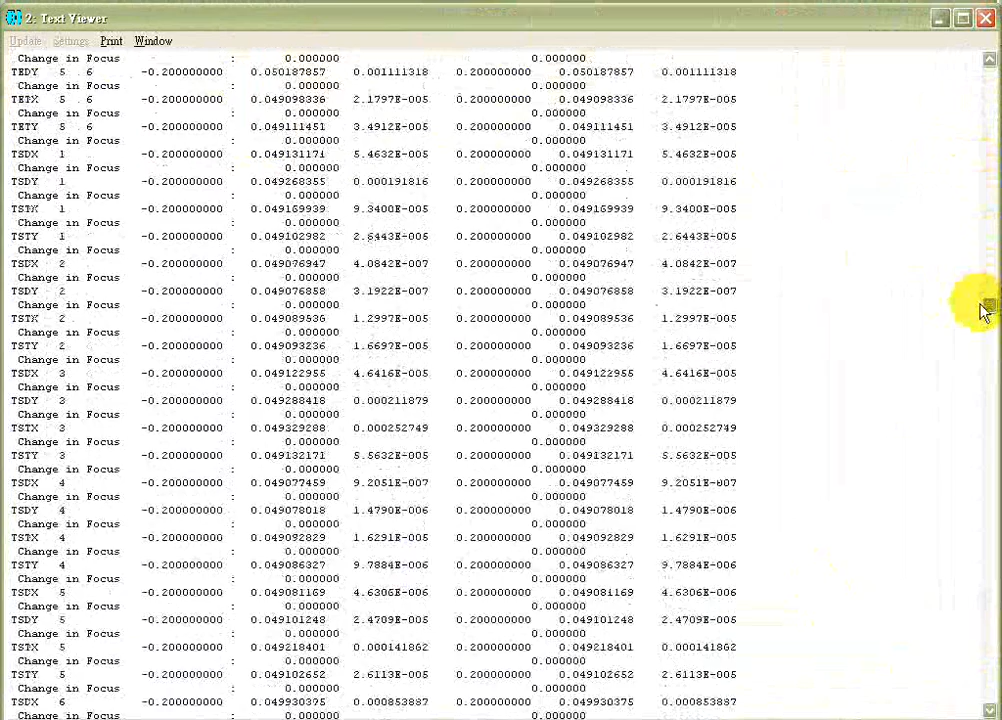 2: Text Viewer
Update Settings Print Window
Change in Focus : 0.000000 0.000000
TEDY 5 6 -0.200000000 0.050187857 0.001111318 0.200000000 0.050187857 0.001111318
Change in Focus : 0.000000 0.000000
TETX 5 6 -0.200000000 0.049098336 2.1797E-005 0.200000000 0.049098336 2.1797E-005
Change in Focus : 0.000000 0.000000
TETY 5 6 -0.200000000 0.049111451 3.4912E-005 0.200000000 0.049111451 3.4912E-005
Change in Focus : 0.000000 0.000000
TSDX 1 -0.200000000 0.049131171 5.4632E-005 0.200000000 0.049131171 5.4632E-005
Change in Focus : 0.000000 0.000000
TSDY 1 -0.200000000 0.049268355 0.000191816 0.200000000 0.049268355 0.000191816
Change in Focus : 0.000000 0.000000
TSTX 1 -0.200000000 0.049169939 9.3400E-005 0.200000000 0.049169939 9.3400E-005
Change in Focus : 0.000000 0.000000
TSTY 1 -0.200000000 0.049102982 2.6443E-005 0.200000000 0.049102982 2.6443E-005
Change in Focus : 0.000000 0.000000
TSDX 2 -0.200000000 0.049076947 4.0842E-007 0.200000000 0.049076947 4.0842E-007
Change in Focus : 0.000000 0.000000
TSDY 2 -0.200000000 0.049076858 3.1922E-007 0.200000000 0.049076858 3.1922E-007
Change in Focus : 0.000000 0.000000
TSTX 2 -0.200000000 0.049089536 1.2997E-005 0.200000000 0.049089536 1.2997E-005
Change in Focus : 0.000000 0.000000
TSTY 2 -0.200000000 0.049093236 1.6697E-005 0.200000000 0.049093236 1.6697E-005
Change in Focus : 0.000000 0.000000
TSDX 3 -0.200000000 0.049122955 4.6416E-005 0.200000000 0.049122955 4.6416E-005
Change in Focus : 0.000000 0.000000
TSDY 3 -0.200000000 0.049288418 0.000211879 0.200000000 0.049288418 0.000211879
Change in Focus : 0.000000 0.000000
TSTX 3 -0.200000000 0.049329288 0.000252749 0.200000000 0.049329288 0.000252749
Change in Focus : 0.000000 0.000000
TSTY 3 -0.200000000 0.049132171 5.5632E-005 0.200000000 0.049132171 5.5632E-005
Change in Focus : 0.000000 0.000000
TSDX 4 -0.200000000 0.049077459 9.2051E-007 0.200000000 0.049077459 9.2051E-007
Change in Focus : 0.000000 0.000000
TSDY 4 -0.200000000 0.049078018 1.4790E-006 0.200000000 0.049078018 1.4790E-006
Change in Focus : 0.000000 0.000000
TSTX 4 -0.200000000 0.049092829 1.6291E-005 0.200000000 0.049092829 1.6291E-005
Change in Focus : 0.000000 0.000000
TSTY 4 -0.200000000 0.049086327 9.7884E-006 0.200000000 0.049086327 9.7884E-006
Change in Focus : 0.000000 0.000000
TSDX 5 -0.200000000 0.049081169 4.6306E-006 0.200000000 0.049081169 4.6306E-006
Change in Focus : 0.000000 0.000000
TSDY 5 -0.200000000 0.049101248 2.4709E-005 0.200000000 0.049101248 2.4709E-005
Change in Focus : 0.000000 0.000000
TSTX 5 -0.200000000 0.049218401 0.000141862 0.200000000 0.049218401 0.000141862
Change in Focus : 0.000000 0.000000
TSTY 5 -0.200000000 0.049102652 2.6113E-005 0.200000000 0.049102652 2.6113E-005
Change in Focus : 0.000000 0.000000
TSDX 6 -0.200000000 0.049930375 0.000853887 0.200000000 0.049930375 0.000853887
Change in Focus : 0.000000 0.000000